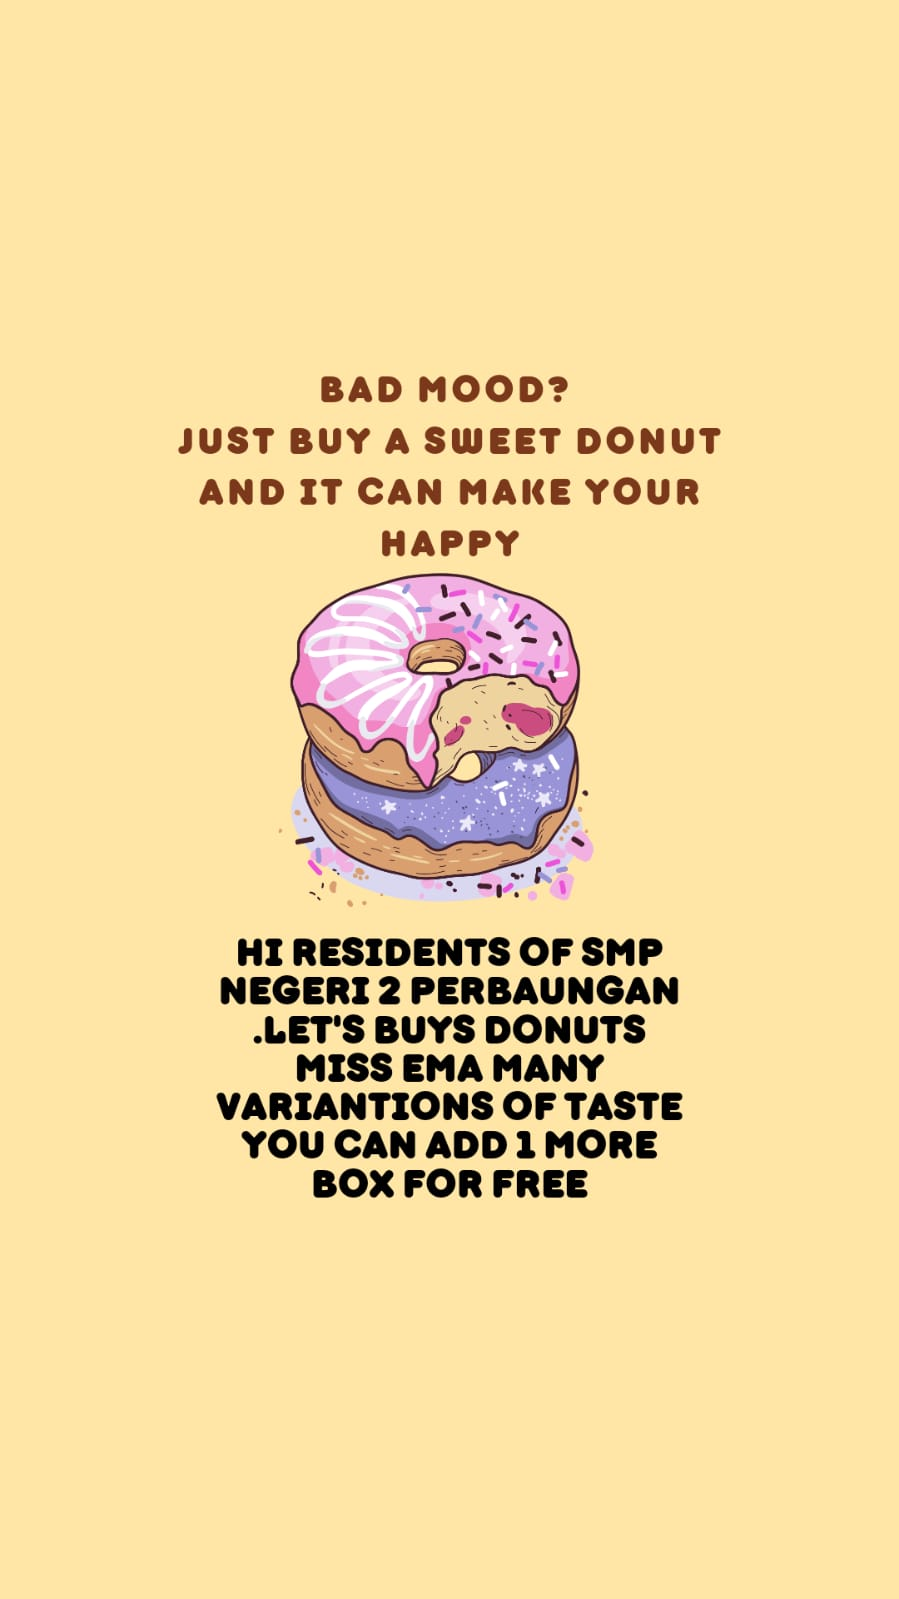 BAD MOOD?
JUST BUY A SWEET DONUT
AND IT CAN MAKE YOUR
HAPPY
HI RESIDENTS OF SMP
NEGERI 2 PERBAUNGAN
.LET'S BUYS DONUTS
MISS EMA MANY
VARIANTIONS OF TASTE
YOU CAN ADD 1 MORE
BOX FOR FREE